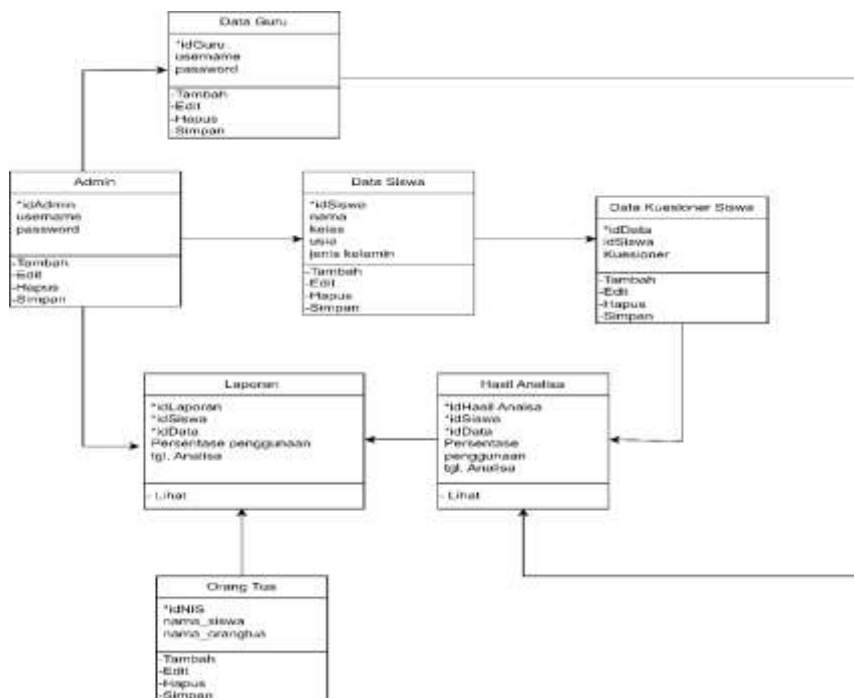 Data Guru
*idGuru
username
password
-Tambah
-Edit
-Hapus
-Simpan
Admin
*idAdmin
username
password
-Tambah
-Edit
-Hapus
-Simpan
Data Siswa
*idSiswa
nama
kelas
usia
jenis kelamin
-Tambah
-Edit
-Hapus
-Simpan
Data Kuesioner Siswa
*idData
idSiswa
Kuesioner
-Tambah
-Edit
-Hapus
-Simpan
Laporan
*idLaporan
*idSiswa
*idData
Persentase penggunaan
tgl. Analisa
- Lihat
Hasil Analisa
*idHasil Analsa
*idSiswa
*idData
Persentase
penggunaan
tgl. Analisa
- Lihat
Orang Tua
*idNIS
nama_siswa
nama_orangtua
-Tambah
-Edit
-Hapus
-Simpan